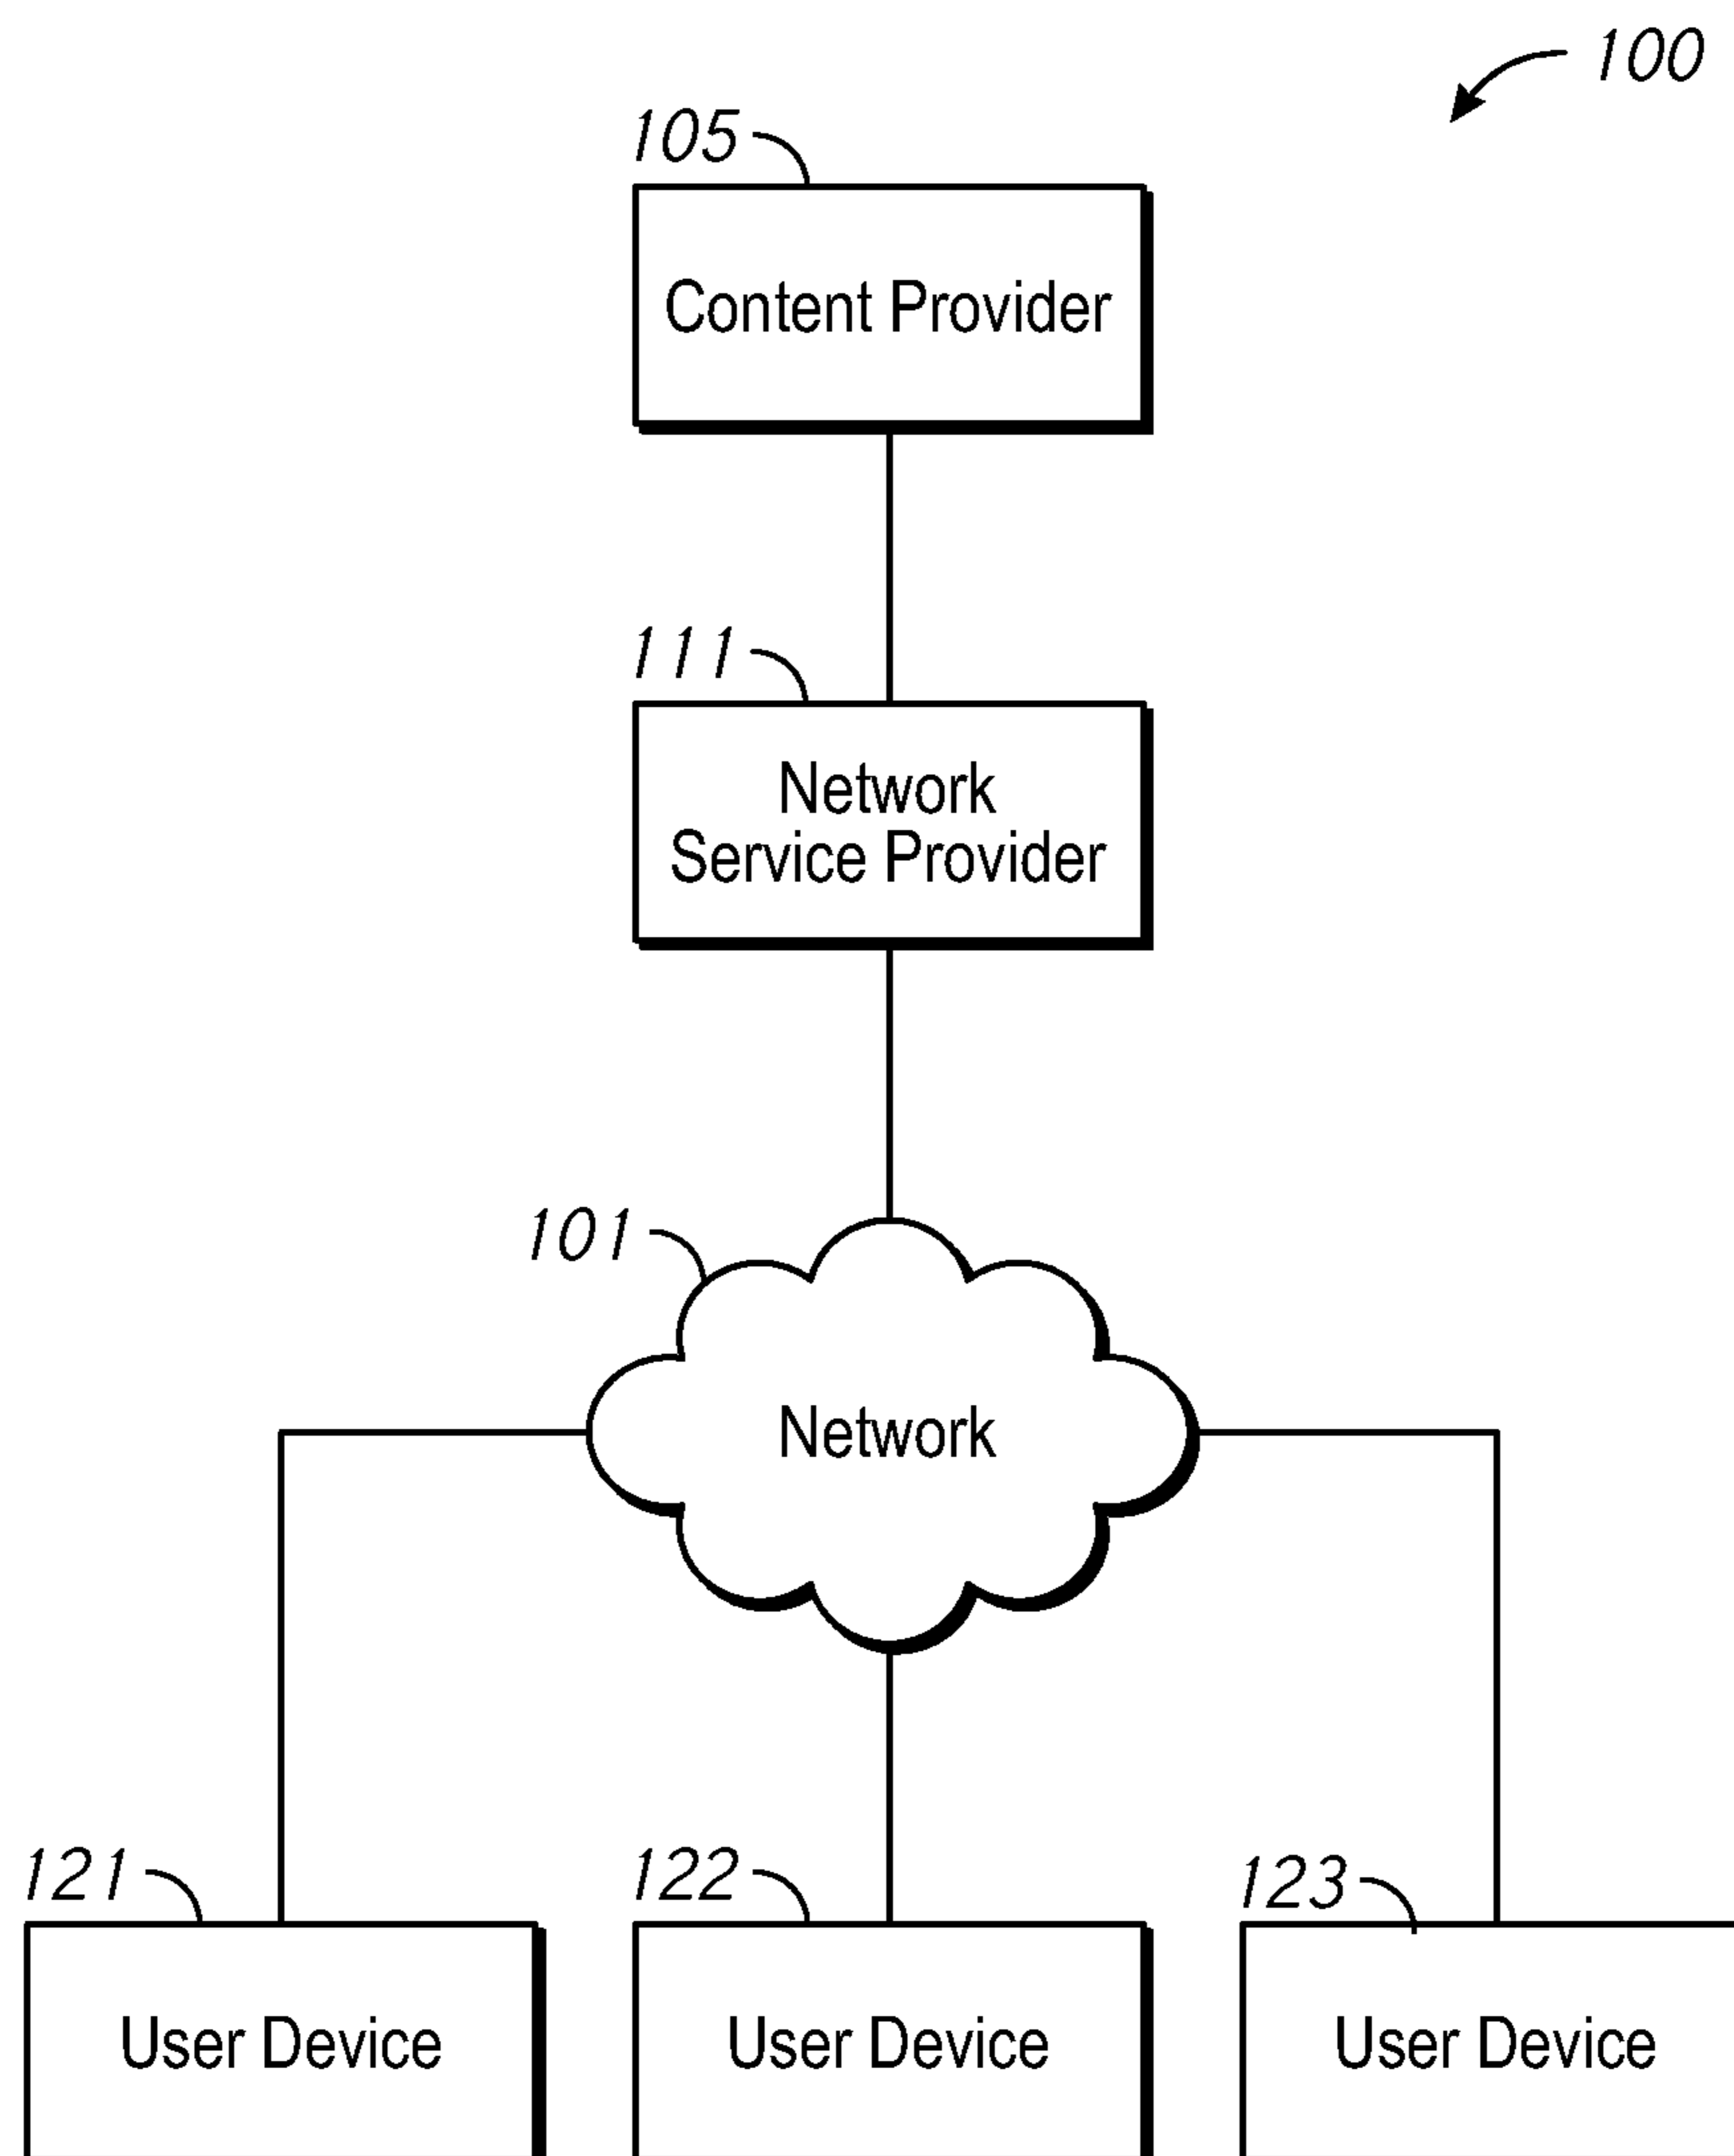 100
105
Content Provider
111
Network
Service Provider
101
Network
121
122
123
User Device
User Device
User Device